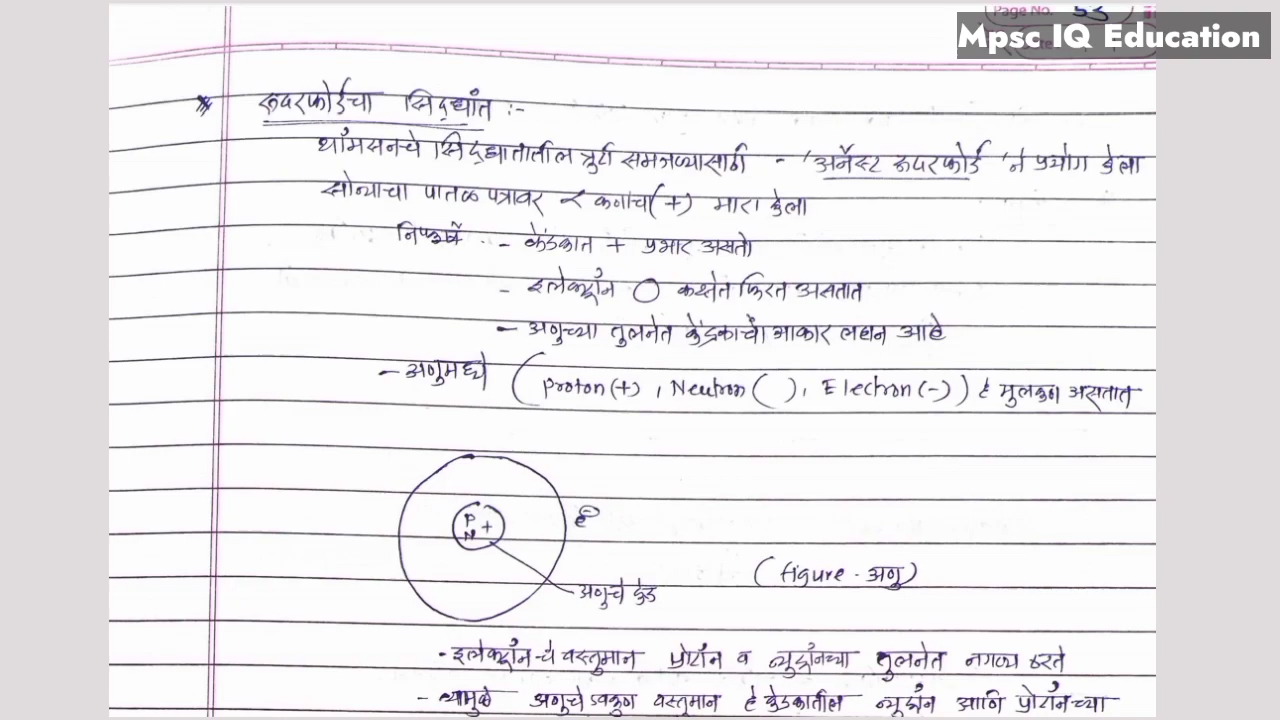 Page No. 53
Mpsc IQ Education
* रूदरफोर्डचा सिद्धांत :-
थॉमसनचे सिद्धातातील त्रुटी समजण्यासाठी - 'अर्नेस्ट रूदरफोर्ड' ने प्रयोग केला
सोन्याचा पातळ पत्रावर α कणाचा (+) मारा केला
निष्कर्ष - केंद्रकात + प्रभार असतो
- इलेक्ट्रॉन ○ कक्षेत फिरत असतात
- अणुच्या तुलनेत केंद्रकाचा आकार लहान आहे
- अणुमध्ये ( Proton (+) , Neutron ( ) , Electron (-) ) हे मुलकण असतात
P
N +
e⊖
(figure - अणु)
अणुचे केंद्र
- इलेक्ट्रॉन-चे वस्तुमान प्रोटॉन व न्युट्रॉनच्या तुलनेत नगण्य ठरते
- त्यामुळे अणुचे एकुण वस्तुमान हे केंद्रकातील न्युट्रॉन आणि प्रोटॉनच्या